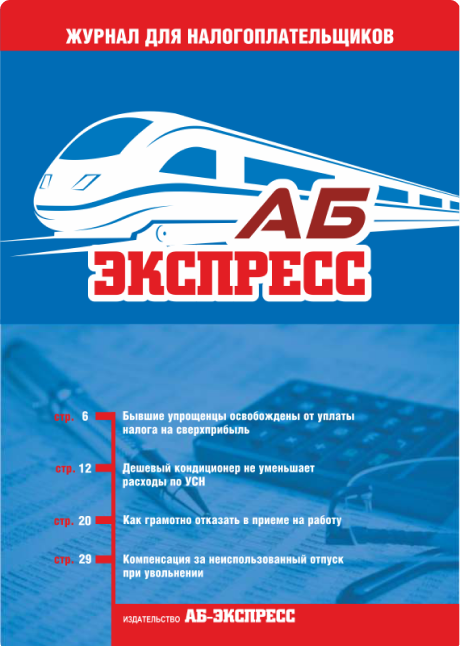 ЖУРНАЛ ДЛЯ НАЛОГОПЛАТЕЛЬЩИКОВ
АБ
ЭКСПРЕСС
стр. 6 Бывшие упрощенцы освобождены от уплаты
налога на сверхприбыль
стр. 12 Дешевый кондиционер не уменьшает
расходы по УСН
стр. 20 Как грамотно отказать в приеме на работу
стр. 29 Компенсация за неиспользованный отпуск
при увольнении
ИЗДАТЕЛЬСТВО АБ-ЭКСПРЕСС